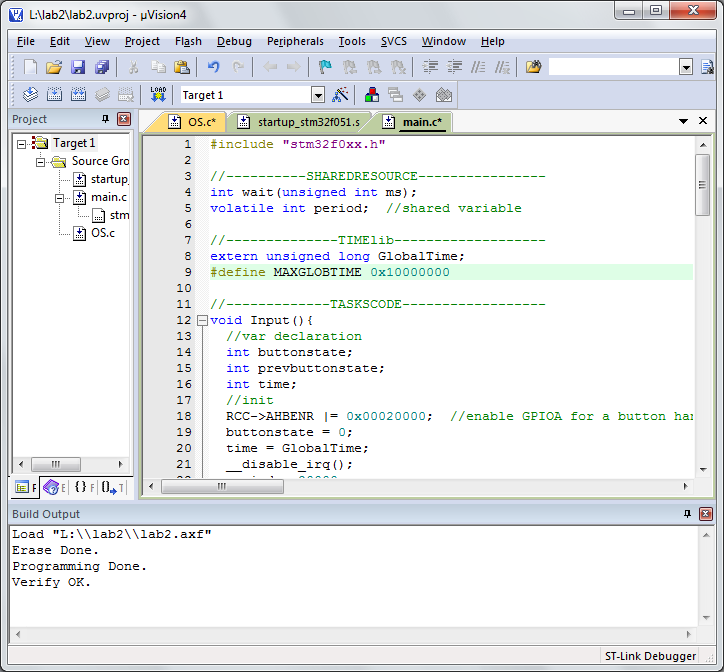 L:\lab2\lab2.uvproj - µVision4
File Edit View Project Flash Debug Peripherals Tools SVCS Window Help
LOAD Target 1
Project
Target 1
Source Gro
startup_
main.c
stm
OS.c
F E {} F 0 T
OS.c* startup_stm32f051.s main.c*
1 #include "stm32f0xx.h"
2
3 //----------SHAREDRESOURCE----------------
4 int wait(unsigned int ms);
5 volatile int period;  //shared variable
6
7 //--------------TIMElib-------------------
8 extern unsigned long GlobalTime;
9 #define MAXGLOBTIME 0x10000000
10
11 //-------------TASKSCODE------------------
12 void Input(){
13 //var declaration
14 int buttonstate;
15 int prevbuttonstate;
16 int time;
17 //init
18 RCC->AHBENR |= 0x00020000;  //enable GPIOA for a button har
19 buttonstate = 0;
20 time = GlobalTime;
21 __disable_irq();
Build Output
Load "L:\\lab2\\lab2.axf"
Erase Done.
Programming Done.
Verify OK.
ST-Link Debugger